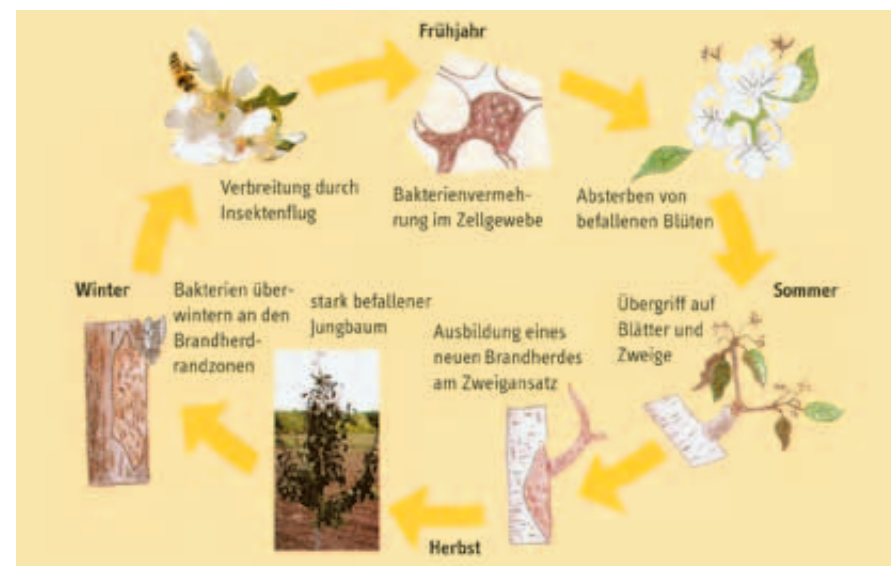 Frühjahr
Verbreitung durch
Insektenflug
Bakterienvermeh-
rung im Zellgewebe
Absterben von
befallenen Blüten
Sommer
Übergriff auf
Blätter und
Zweige
Ausbildung eines
neuen Brandherdes
am Zweigansatz
Herbst
stark befallener
Jungbaum
Winter
Bakterien über-
wintern an den
Brandherd-
randzonen